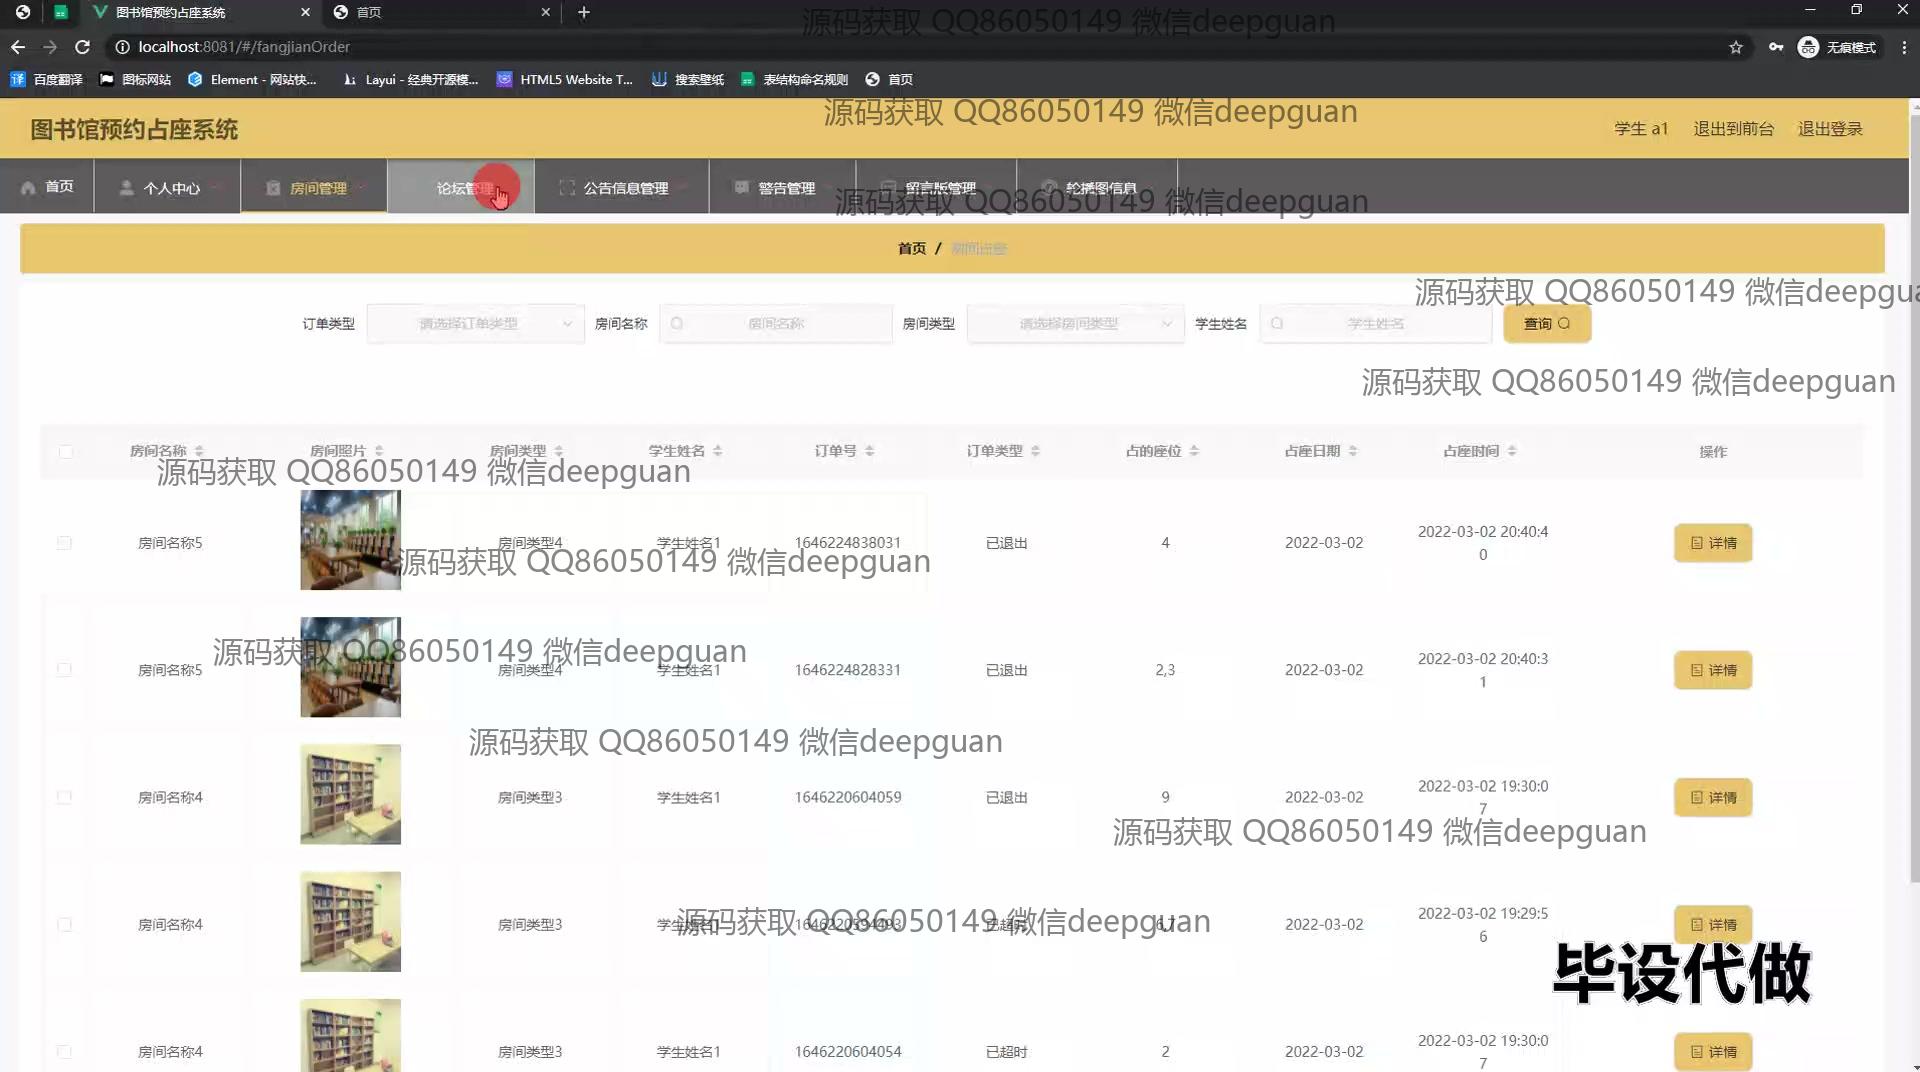 图书馆预约占座系统
首页
源码获取 QQ86050149 微信deepguan
localhost:8081/#/fangjianOrder
无痕模式
百度翻译
图标网站
Element - 网站快...
Layui - 经典开源模...
HTML5 Website T...
搜索壁纸
表结构命名规则
首页
图书馆预约占座系统
源码获取 QQ86050149 微信deepguan
学生 a1
退出到前台
退出登录
首页
个人中心
房间管理
论坛管理
公告信息管理
警告管理
留言版管理
轮播图信息
源码获取 QQ86050149 微信deepguan
首页 / 房间占座
源码获取 QQ86050149 微信deepgua
订单类型
请选择订单类型
房间名称
房间名称
房间类型
请选择房间类型
学生姓名
学生姓名
查询
源码获取 QQ86050149 微信deepguan
房间名称
房间照片
房间类型
学生姓名
订单号
订单类型
占的座位
占座日期
占座时间
操作
源码获取 QQ86050149 微信deepguan
房间名称5
房间类型4
学生姓名1
1646224838031
已退出
4
2022-03-02
2022-03-02 20:40:4
0
详情
源码获取 QQ86050149 微信deepguan
源码获取 QQ86050149 微信deepguan
房间名称5
房间类型4
学生姓名1
1646224828331
已退出
2,3
2022-03-02
2022-03-02 20:40:3
1
详情
源码获取 QQ86050149 微信deepguan
房间名称4
房间类型3
学生姓名1
1646220604059
已退出
9
2022-03-02
2022-03-02 19:30:0
7
详情
源码获取 QQ86050149 微信deepguan
房间名称4
房间类型3
学生姓名1
已超时
6,7
2022-03-02
2022-03-02 19:29:5
6
详情
源码获取 QQ86050149 微信deepguan
毕设代做
房间名称4
房间类型3
学生姓名1
1646220604054
已超时
2
2022-03-02
2022-03-02 19:30:0
7
详情